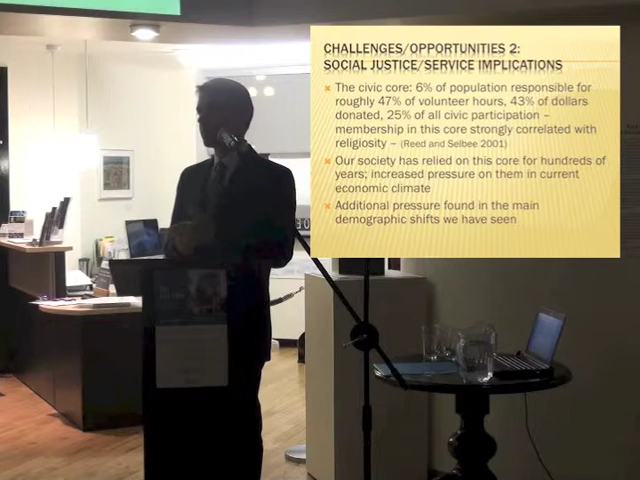 CHALLENGES/OPPORTUNITIES 2:
SOCIAL JUSTICE/SERVICE IMPLICATIONS
The civic core: 6% of population responsible for
roughly 47% of volunteer hours, 43% of dollars
donated, 25% of all civic participation –
membership in this core strongly correlated with
religiosity – (Reed and Selbee 2001)
Our society has relied on this core for hundreds of
years; increased pressure on them in current
economic climate
Additional pressure found in the main
demographic shifts we have seen